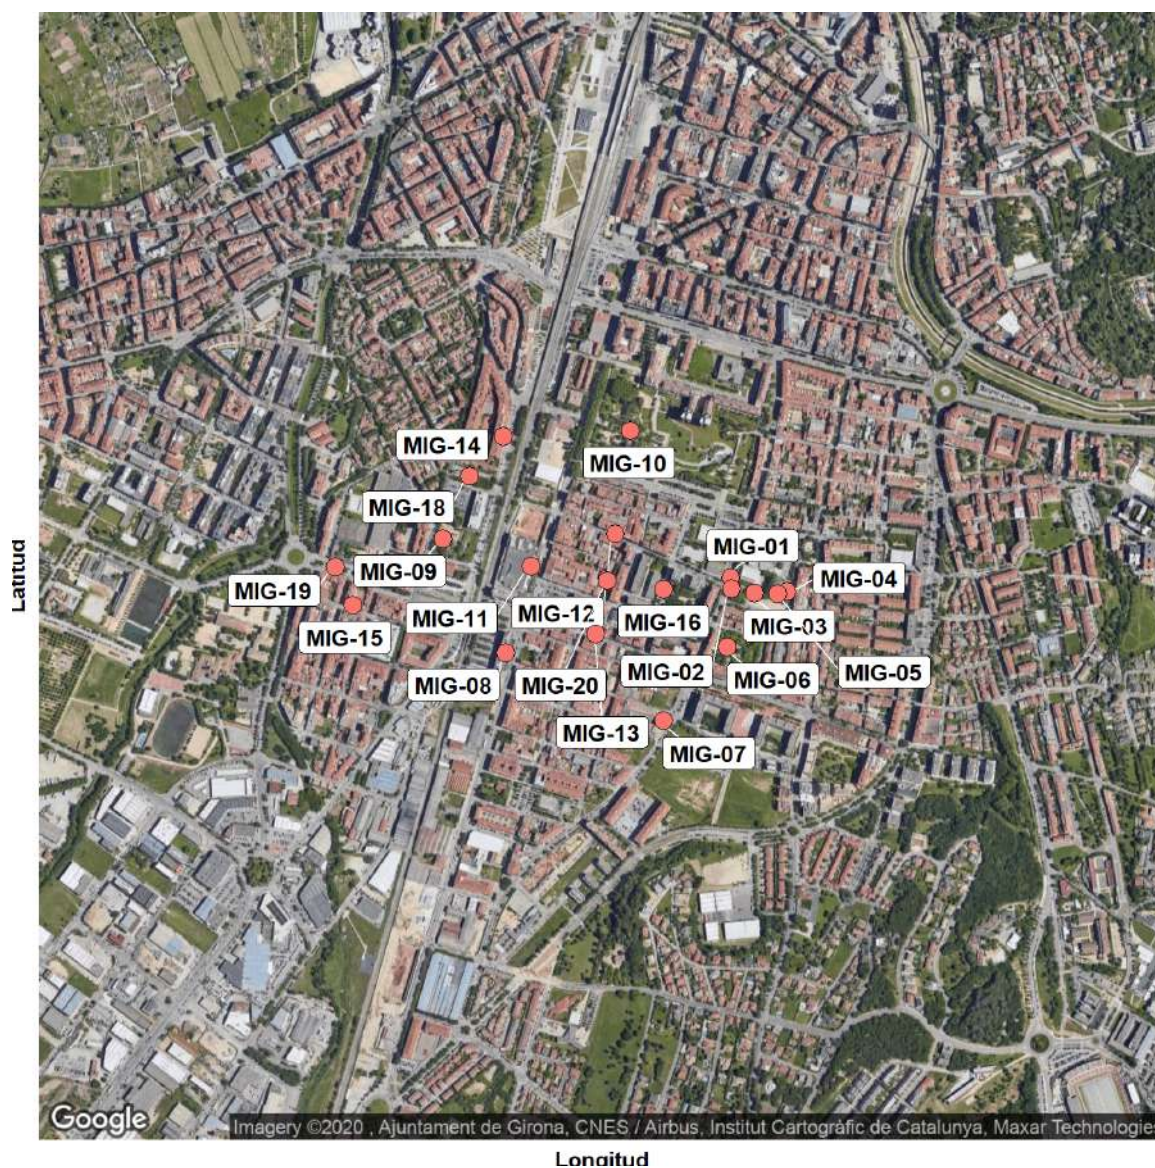 MIG-14
MIG-10
MIG-18
MIG-01
MIG-09
MIG-04
MIG-19
MIG-11
MIG-12
MIG-16
MIG-03
MIG-15
MIG-02
MIG-06
MIG-05
MIG-08
MIG-20
MIG-13
MIG-07
Latitud
Google
Imagery ©2020 , Ajuntament de Girona, CNES / Airbus, Institut Cartogràfic de Catalunya, Maxar Technologies
Longitud